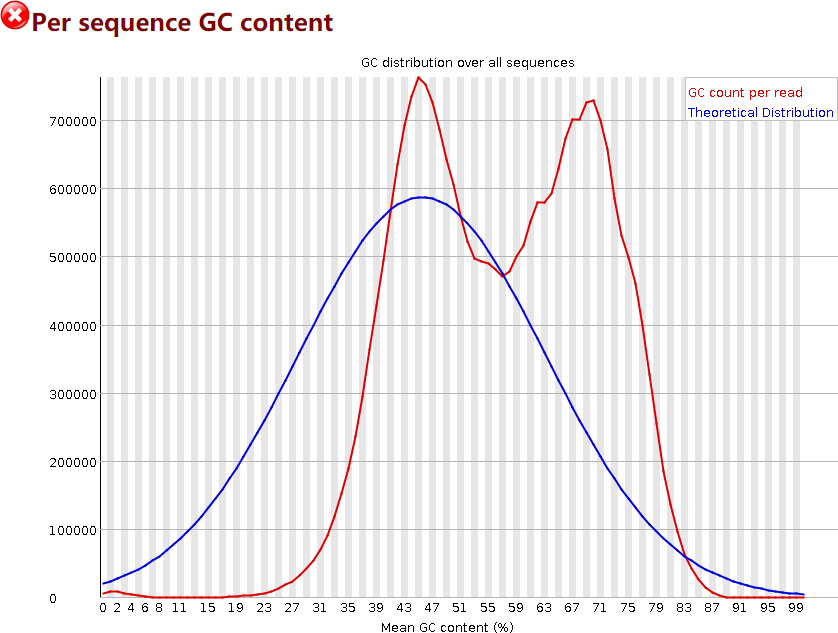 Per sequence GC content
GC distribution over all sequences
GC count per read
Theoretical Distribution
700000
600000
500000
400000
300000
200000
100000
0
0 2 4 6 8 11 15 19 23 27 31 35 39 43 47 51 55 59 63 67 71 75 79 83 87 91 95 99
Mean GC content (%)